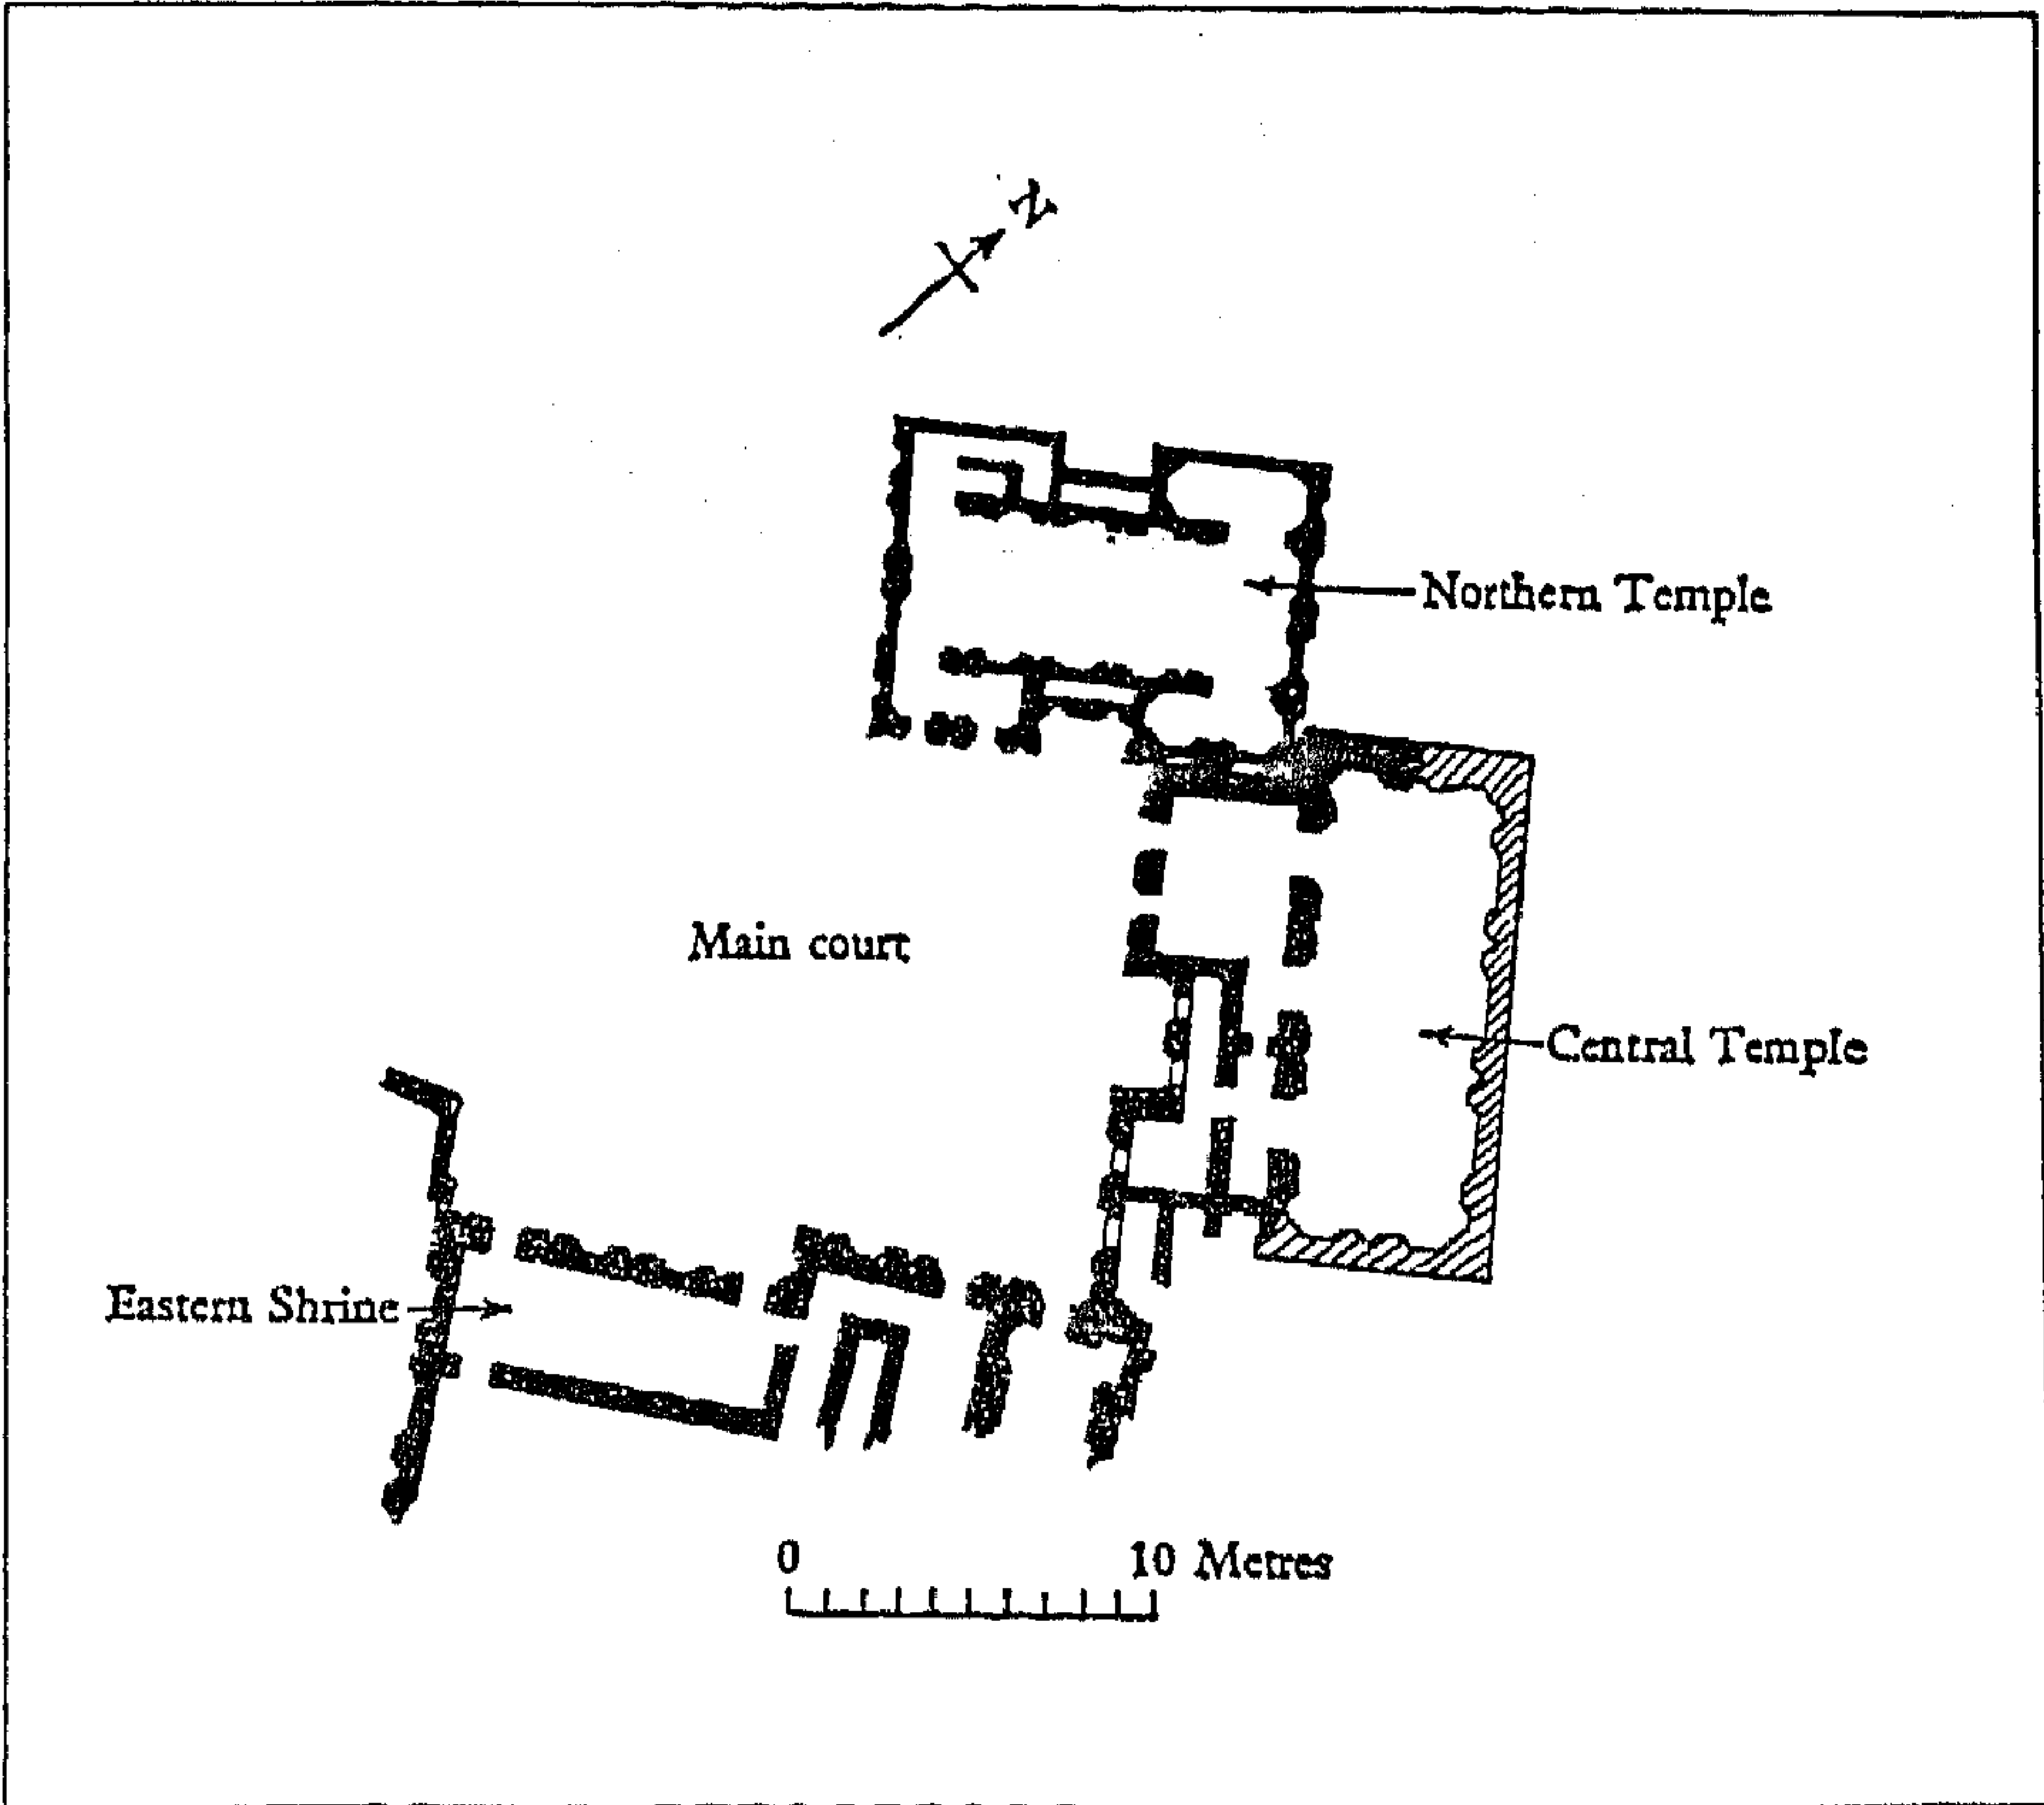 N
Northern Temple
Main court
Central Temple
Eastern Shrine
0 10 Metres